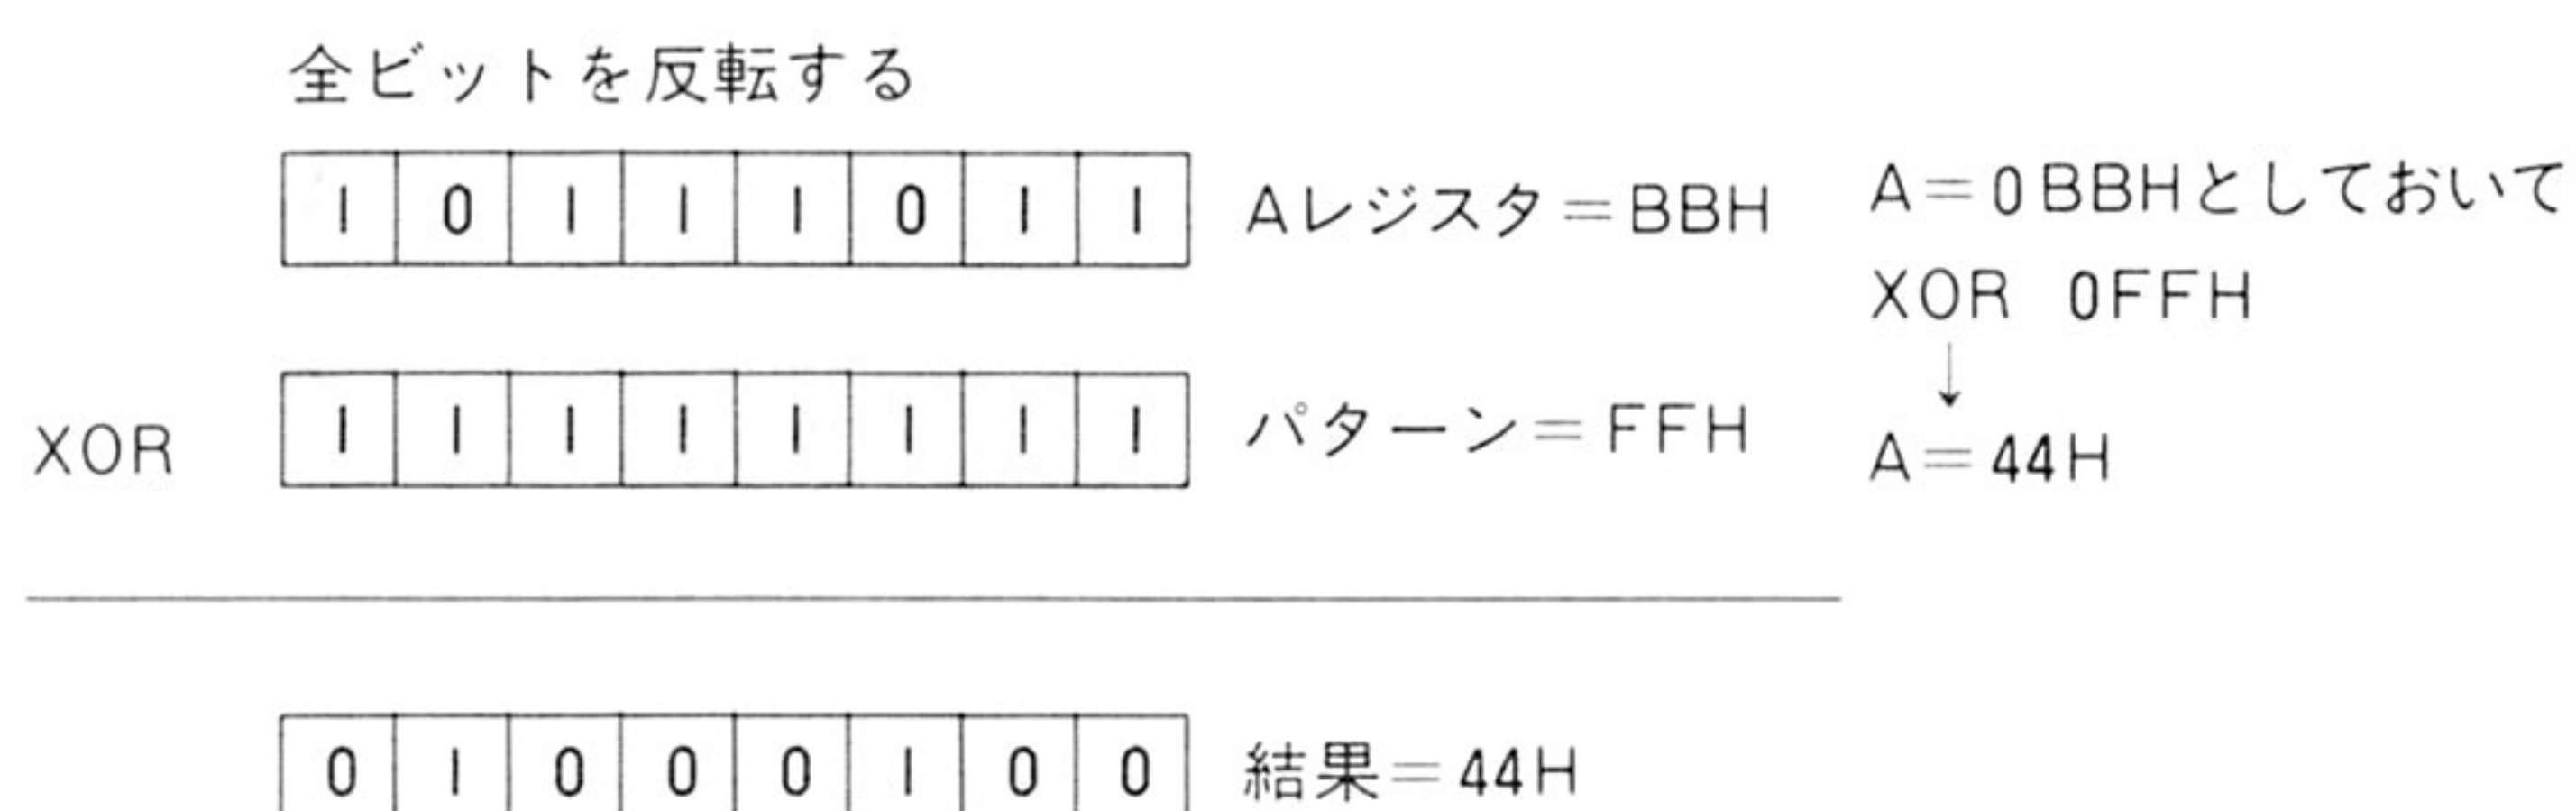 全ビットを反転する
1 0 1 1 1 0 1 1 Aレジスタ=BBH
XOR 1 1 1 1 1 1 1 1 パターン=FFH
0 1 0 0 0 1 0 0 結果=44H
A=0BBHとしておいて
XOR 0FFH
↓
A=44H